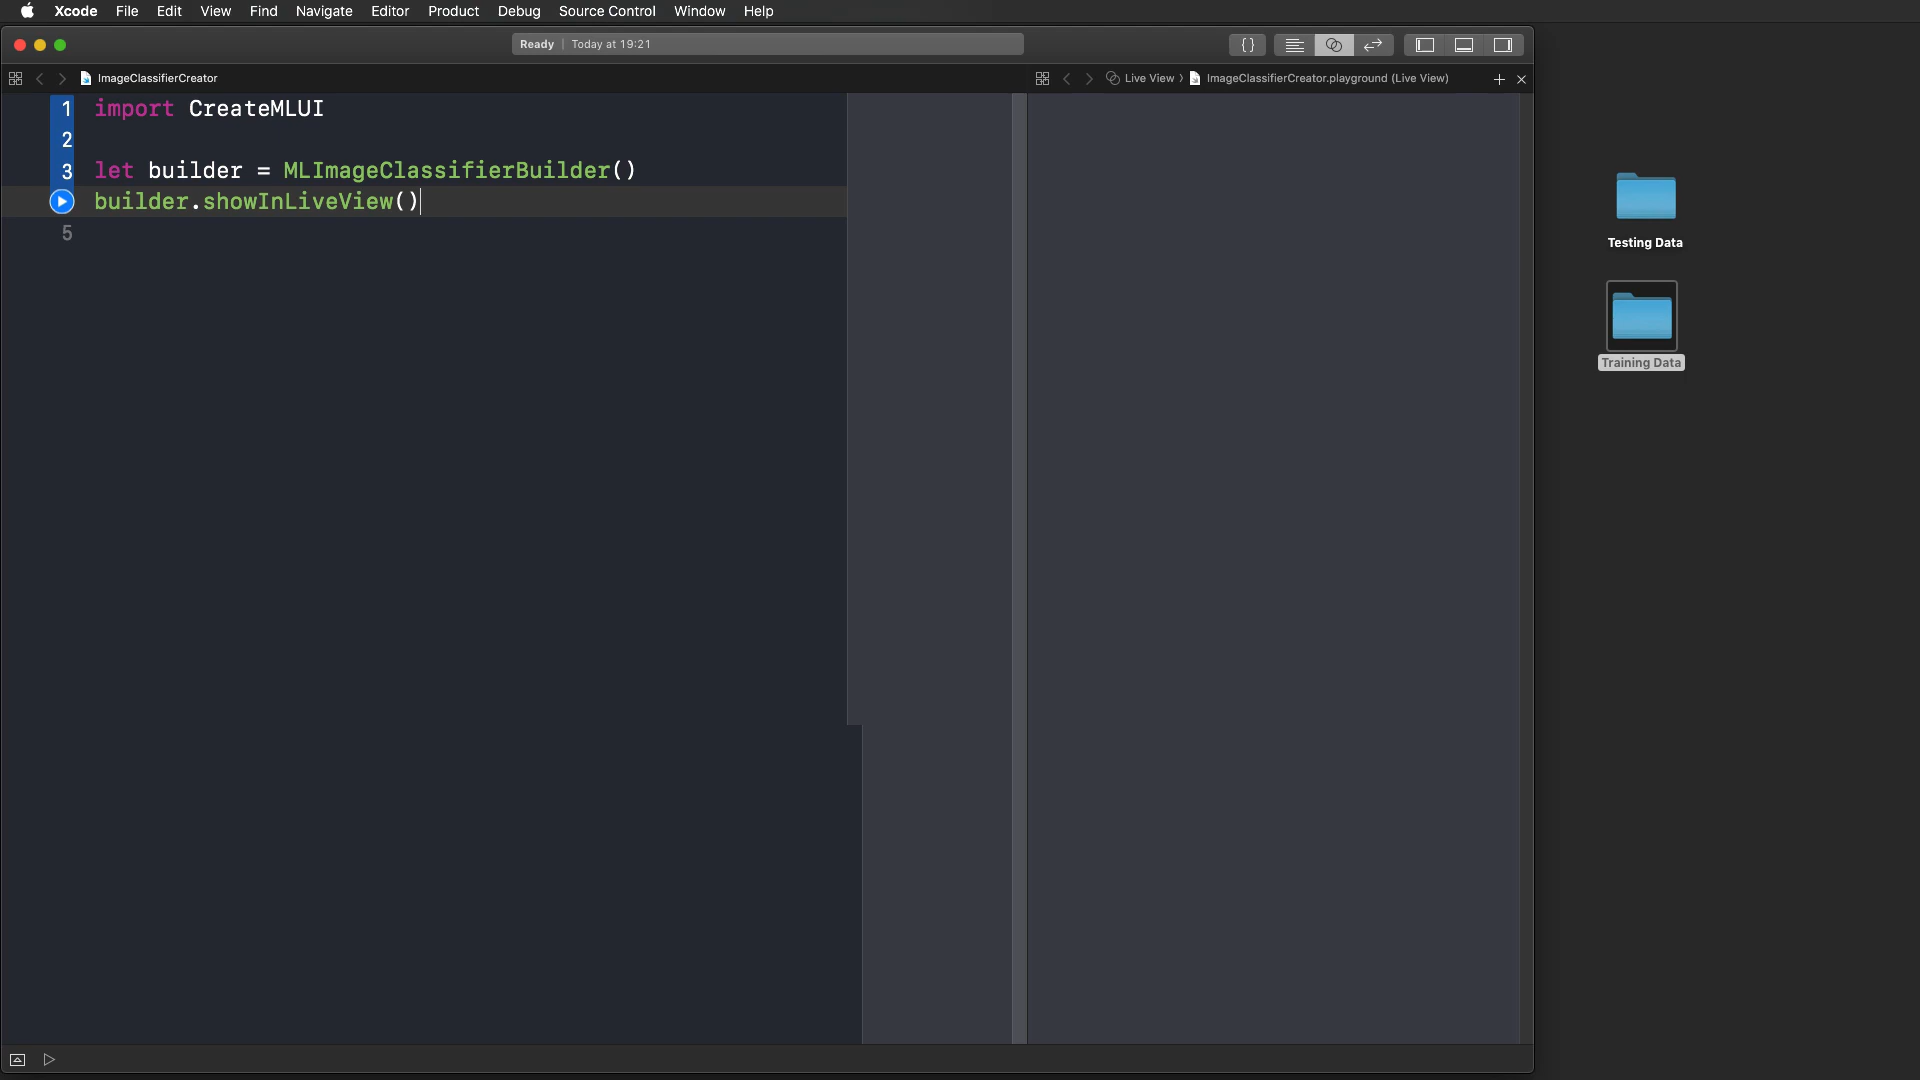 Xcode File Edit View Find Navigate Editor Product Debug Source Control Window Help
Ready | Today at 19:21
ImageClassifierCreator
Live View ImageClassifierCreator.playground (Live View)
1 import CreateMLUI
2
3 let builder = MLImageClassifierBuilder()
builder.showInLiveView()
5
Testing Data
Training Data